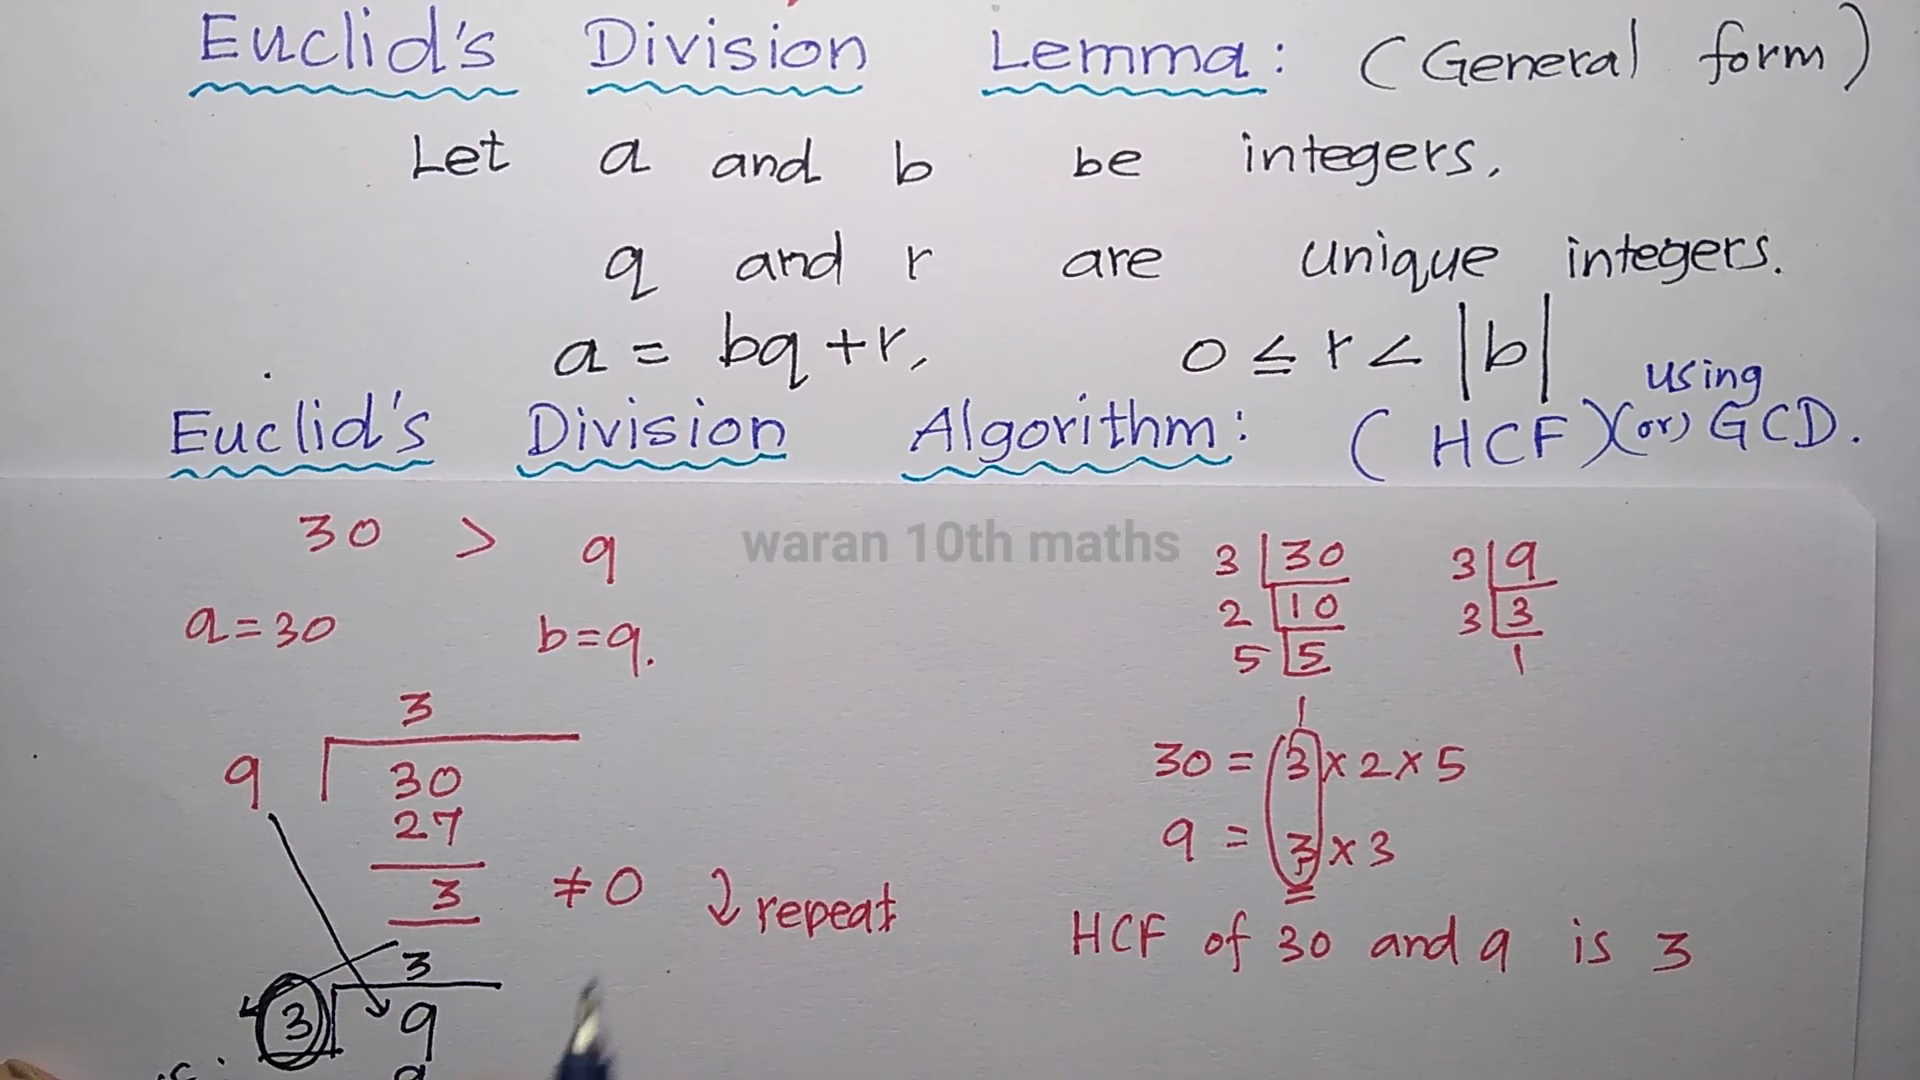 Euclid's Division Lemma: (General form)
Let a and b be integers.
q and r are unique integers.
a = bq + r, 0 ≤ r < |b|
using
Euclid's Division Algorithm: (HCF) (or) GCD.
waran 10th maths
30 > 9
a = 30 b = 9.
3
9 30
27
3 ≠ 0 repeat
3
3 9
9
3 30
2 10
5 5
1
3 9
3 3
1
30 = 3 × 2 × 5
9 = 3 × 3
HCF of 30 and 9 is 3